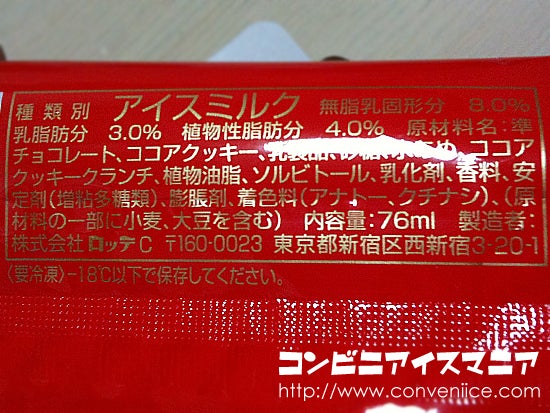 種類別 アイスミルク 無脂乳固形分 8.0%
乳脂肪分 3.0% 植物性脂肪分 4.0% 原材料名:準
チョコレート、ココアクッキー、乳製品、砂糖、水あめ、ココア
クッキークランチ、植物油脂、ソルビトール、乳化剤、香料、安
定剤(増粘多糖類)、膨脹剤、着色料(アナトー、クチナシ)、(原
材料の一部に小麦、大豆を含む) 内容量:76ml 製造者:
株式会社 ロッテ C 〒160-0023 東京都新宿区西新宿3-20-1
〈要冷凍〉-18℃以下で保存してください。
コンビニアイスマニア
http://www.conveniice.com/